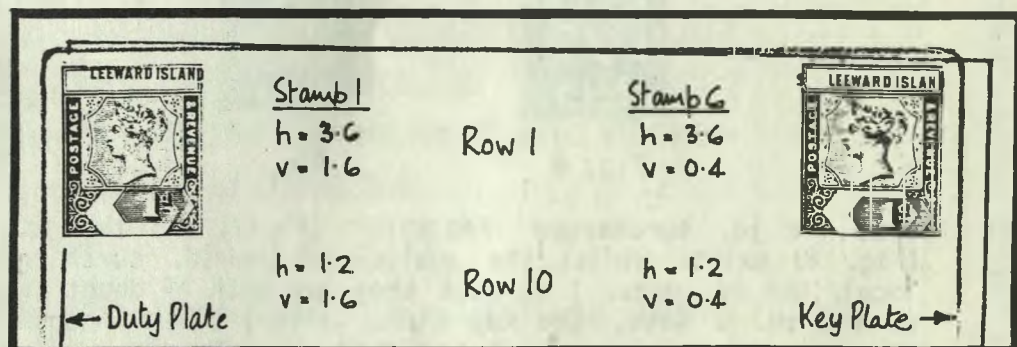 LEEWARD ISLAND
POSTAGE
REVENUE
1d
Stamp 1
h = 3.6
v = 1.6
Row 1
Stamp 6
h = 3.6
v = 0.4
LEEWARD ISLAN
POSTAGE
REVENUE
1d
h = 1.2
v = 1.6
Row 10
h = 1.2
v = 0.4
← Duty Plate
Key Plate →